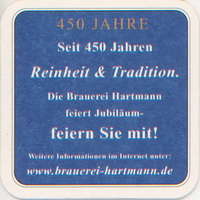 450 JAHRE
Seit 450 Jahren
Reinheit & Tradition.
Die Brauerei Hartmann
feiert Jubiläum-
feiern Sie mit!
Weitere Informationen im Internet unter:
www.brauerei-hartmann.de